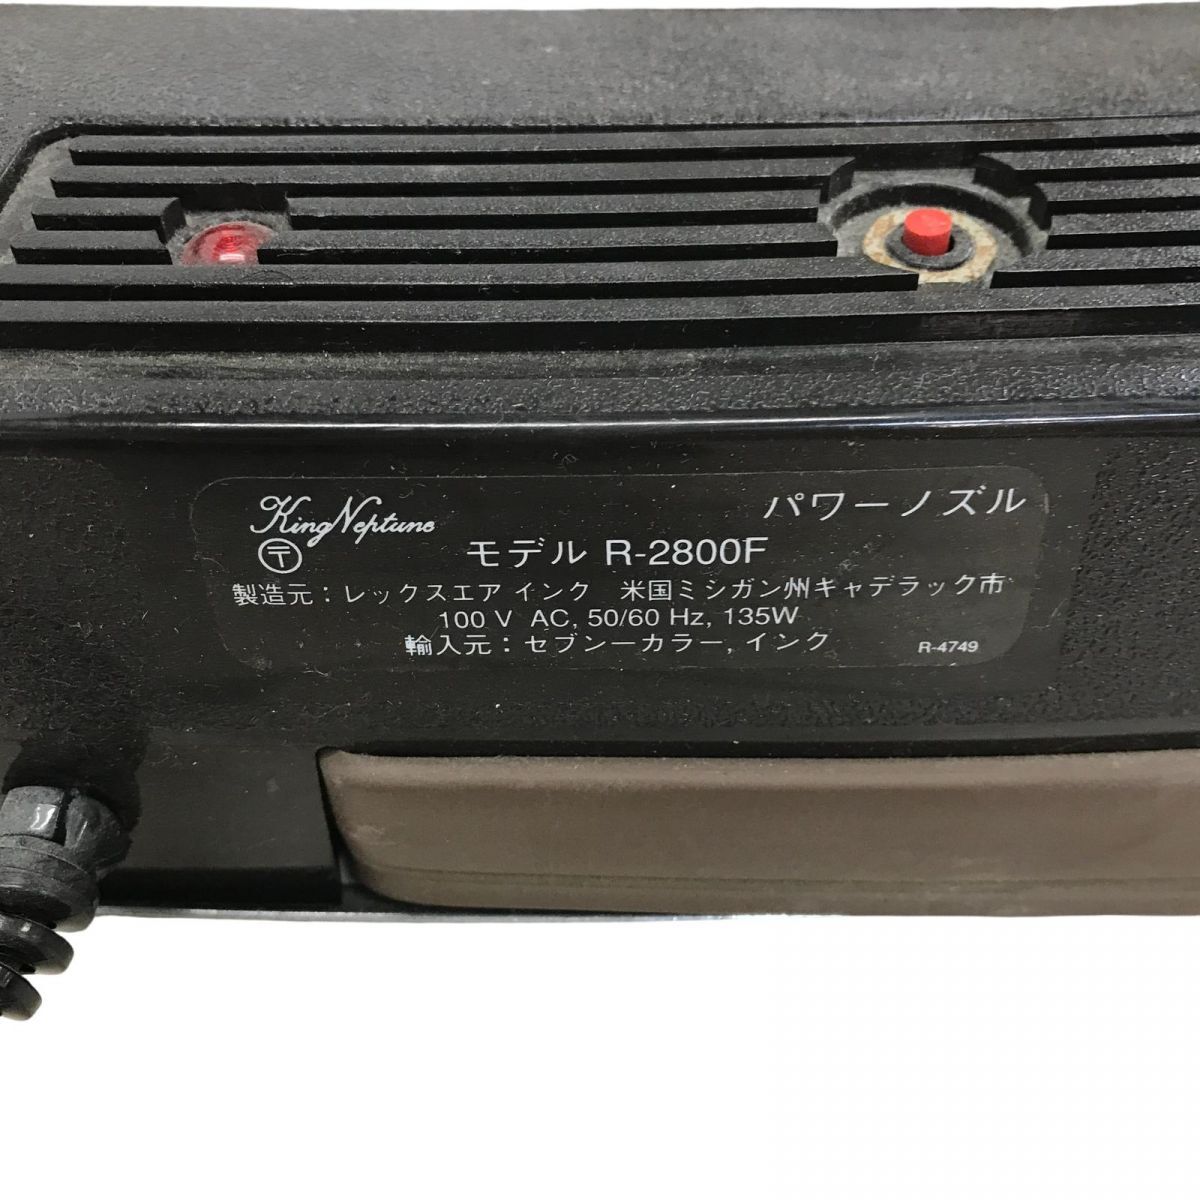 King Neptune
パワーノズル
〒
モデル R-2800F
製造元：レックスエア インク　米国ミシガン州キャデラック市
100 V AC, 50/60 Hz, 135W
輸入元：セブンーカラー, インク
R-4749